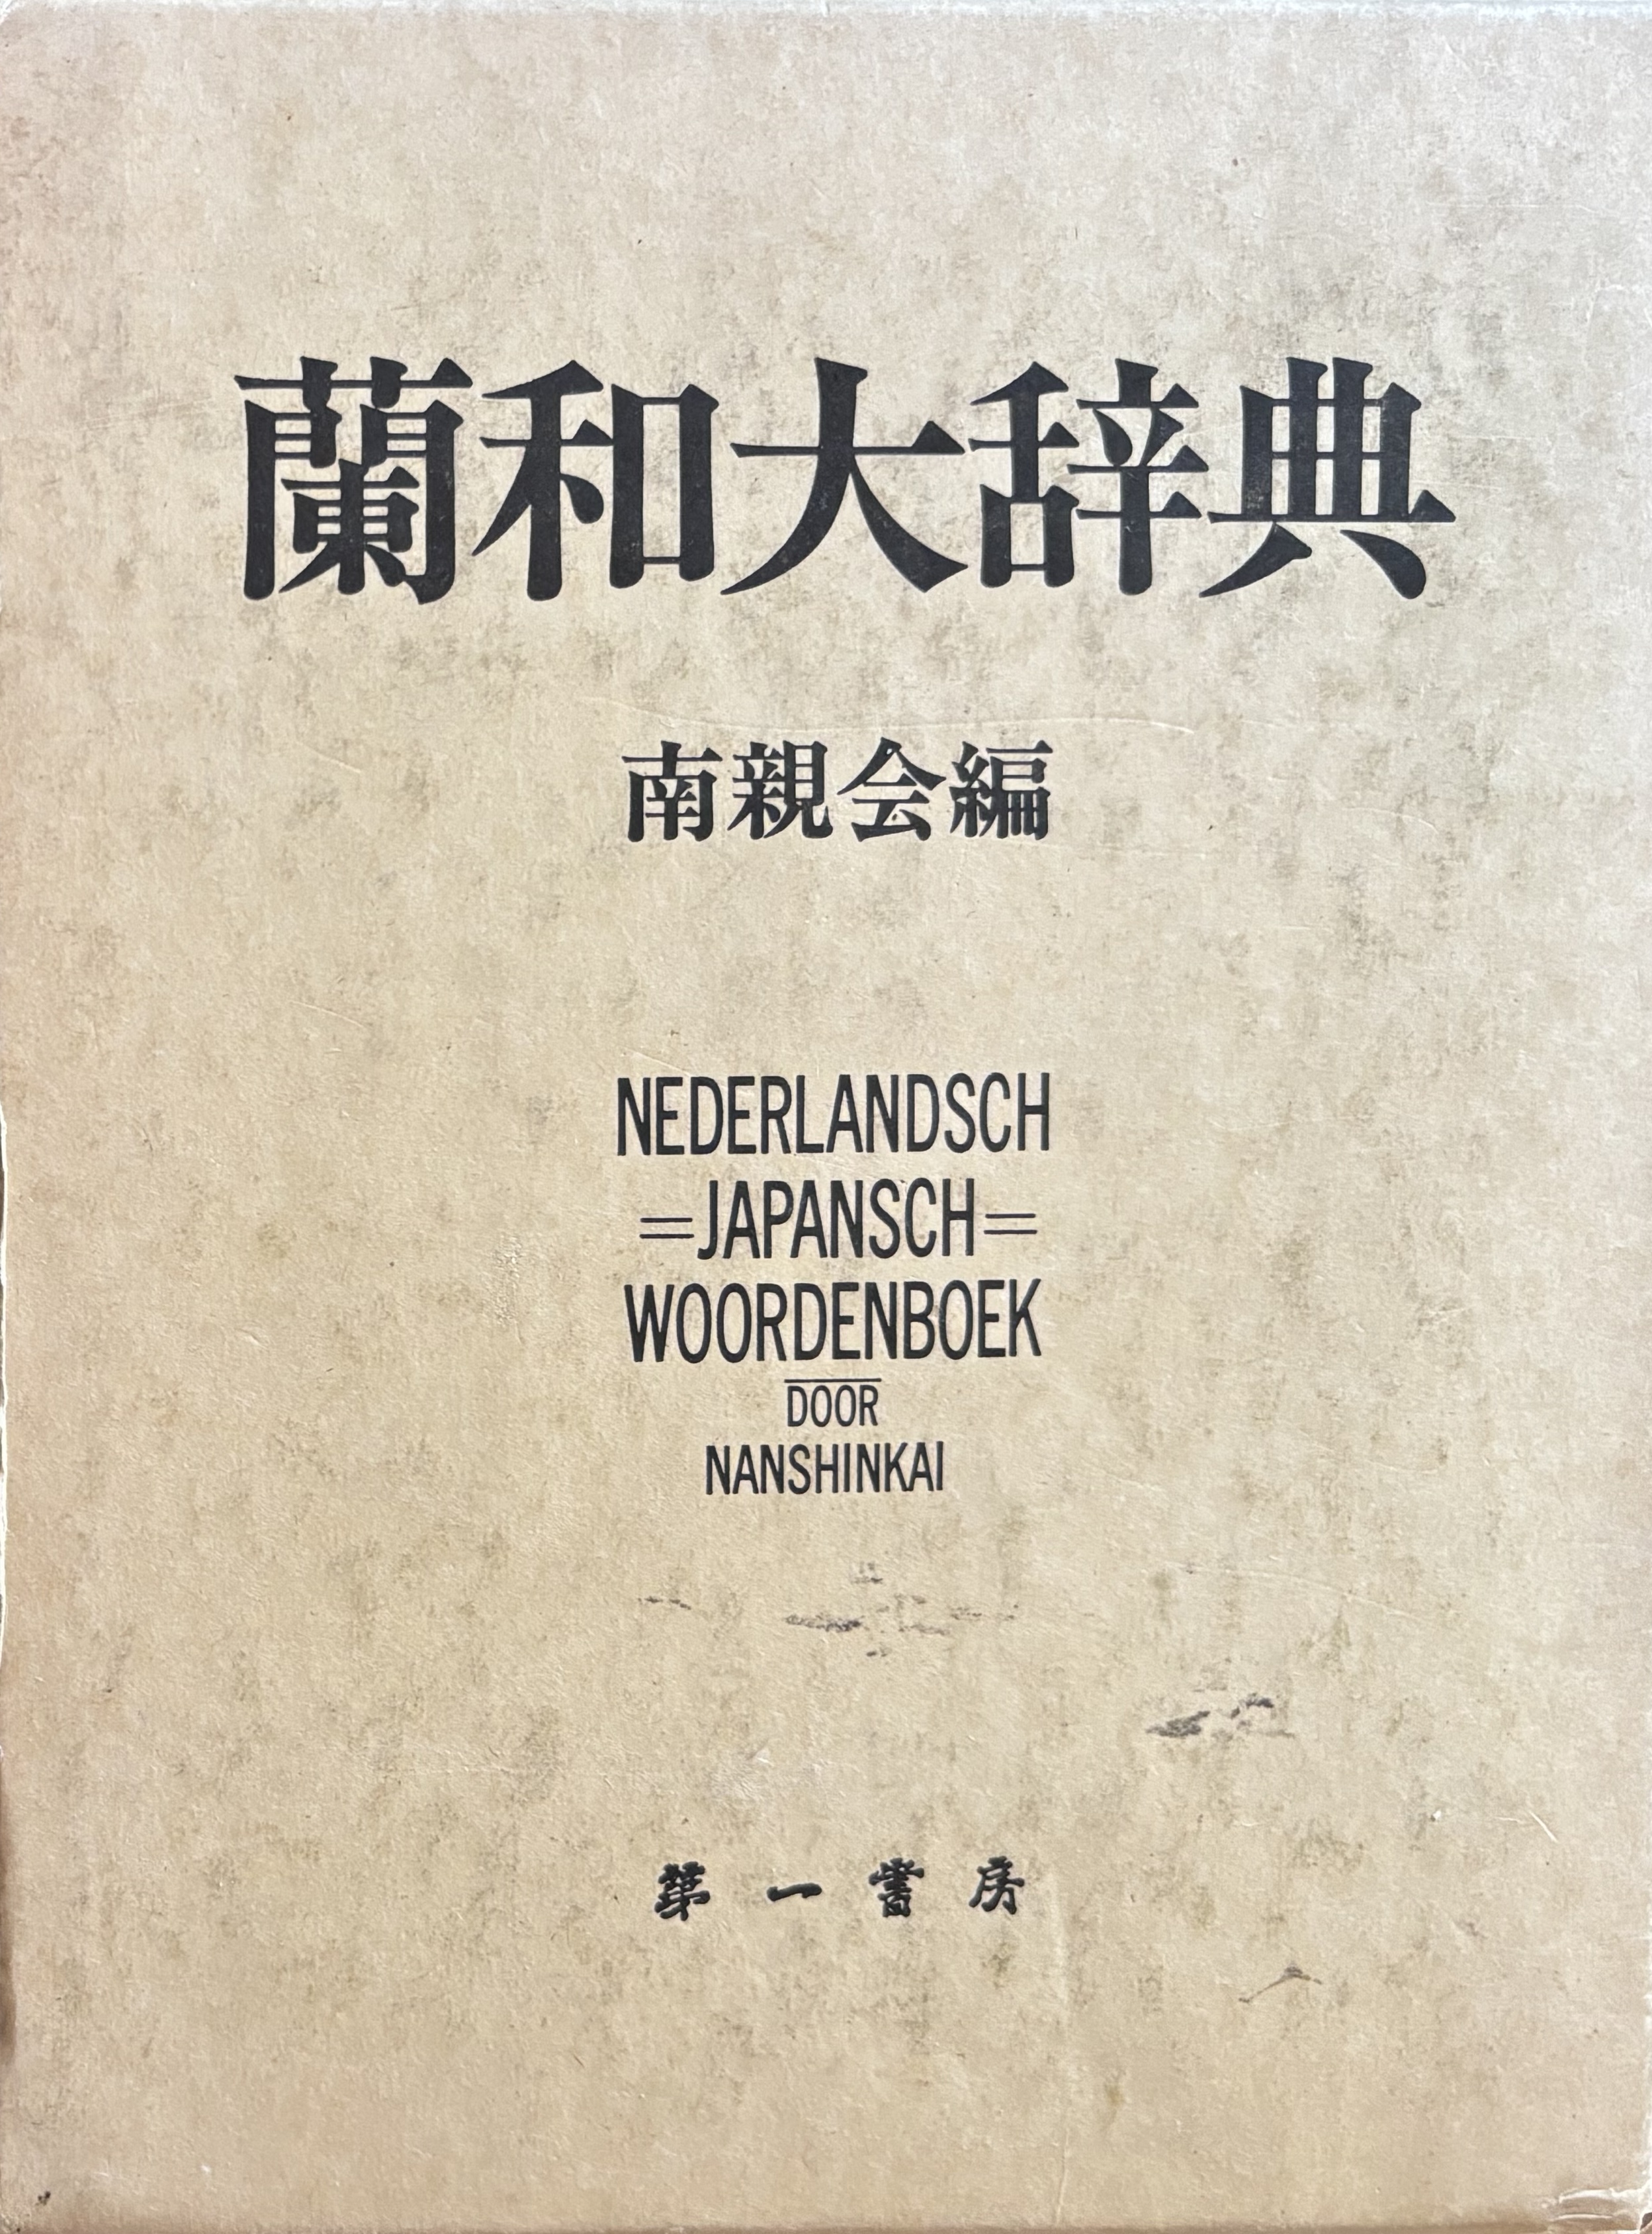 蘭和大辞典
南親会編
NEDERLANDSCH
=JAPANSCH=
WOORDENBOEK
DOOR
NANSHINKAI
第一書房